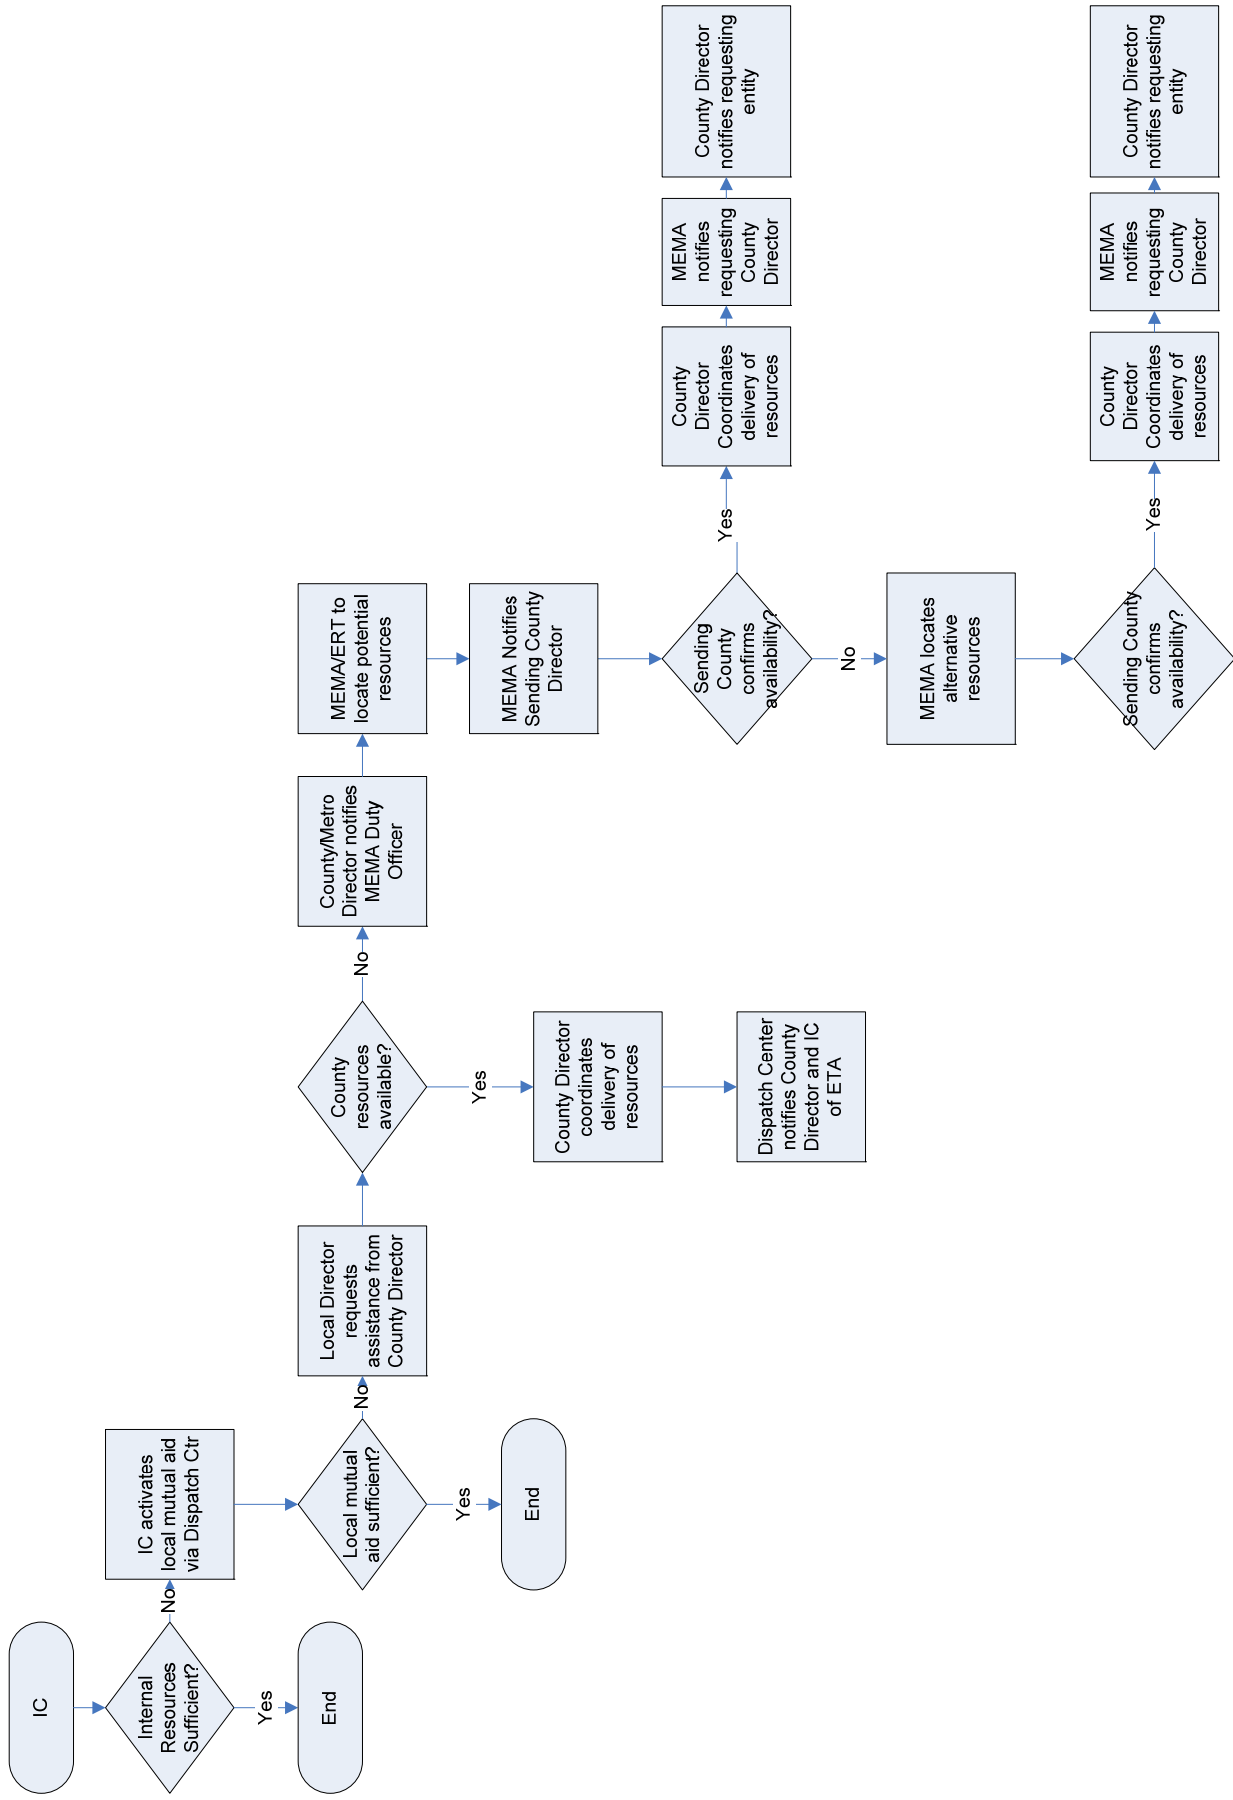 IC
Internal
Resources
Sufficient?
Yes
End
No
IC activates
local mutual aid
via Dispatch Ctr
Local mutual
aid sufficient?
Yes
End
No
Local Director
requests
assistance from
County Director
County
resources
available?
Yes
County Director
coordinates
delivery of
resources
Dispatch Center
notifies County
Director and IC
of ETA
No
County/Metro
Director notifies
MEMA Duty
Officer
MEMA/ERT to
locate potential
resources
MEMA Notifies
Sending County
Director
Sending
County
confirms
availability?
Yes
County
Director
Coordinates
delivery of
resources
MEMA
notifies
requesting
County
Director
County Director
notifies requesting
entity
No
MEMA locates
alternative
resources
Sending County
confirms
availability?
Yes
County
Director
Coordinates
delivery of
resources
MEMA
notifies
requesting
County
Director
County Director
notifies requesting
entity